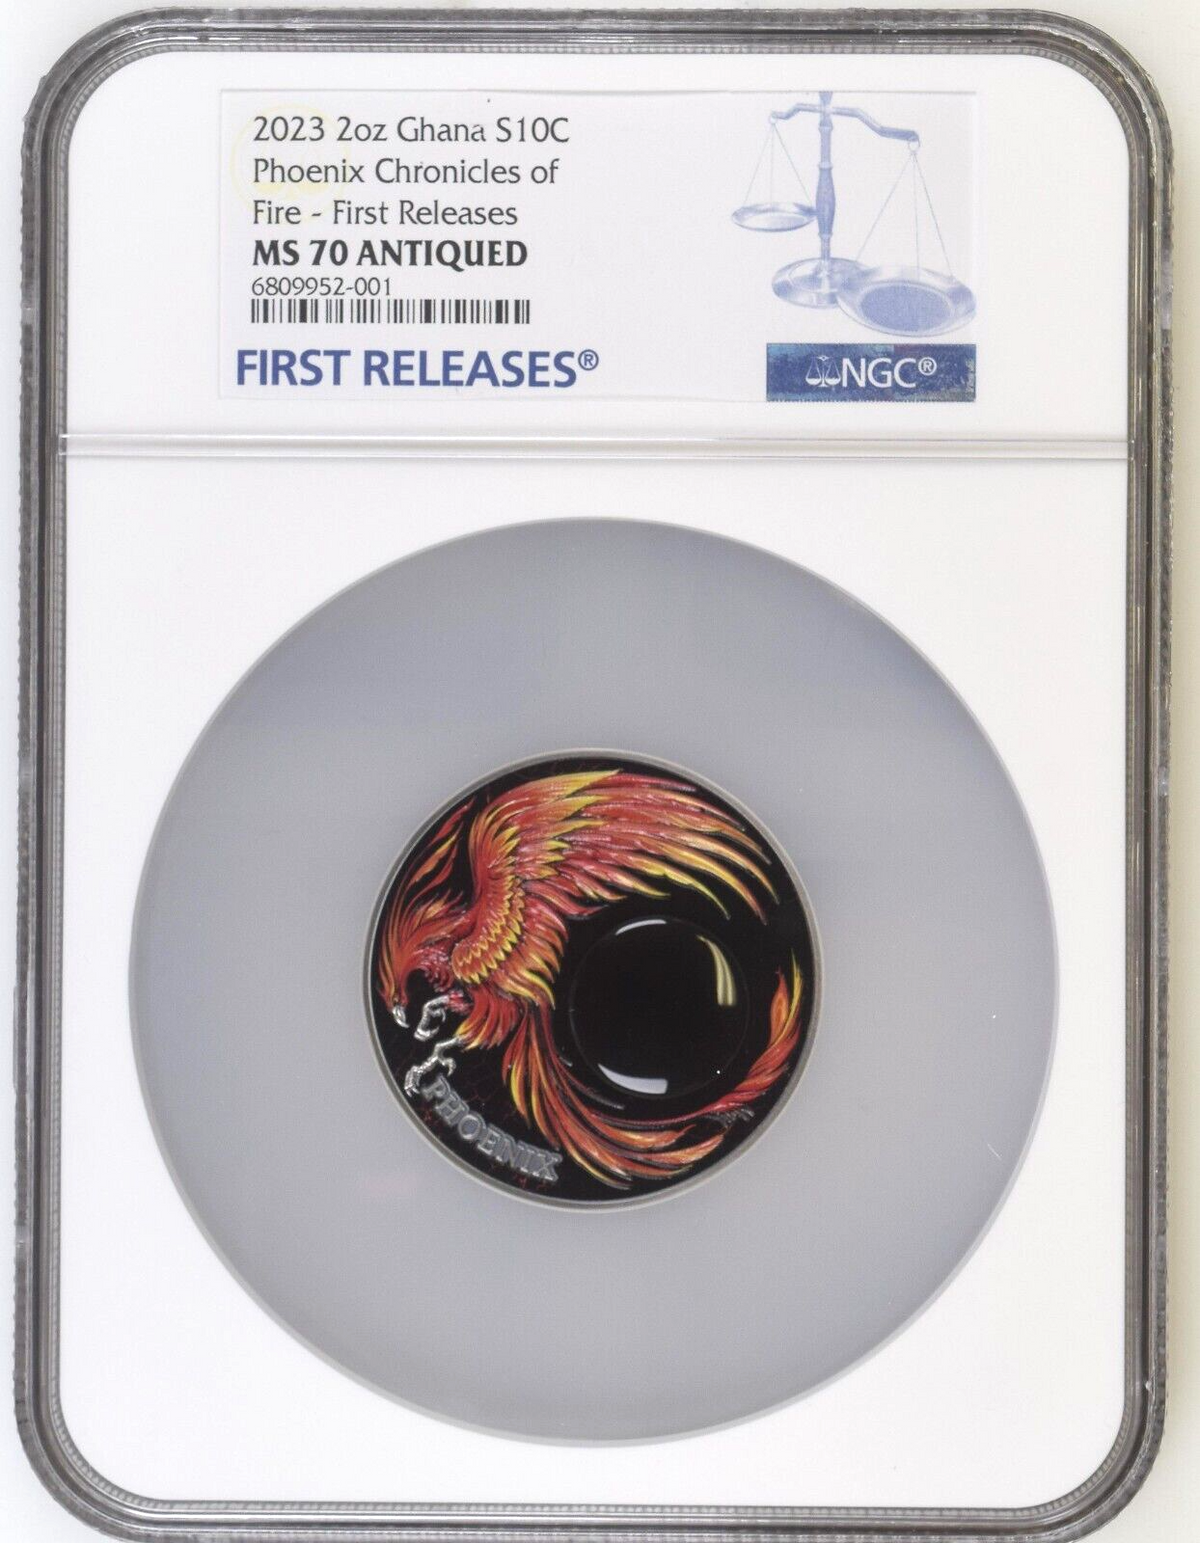 2023 2oz Ghana S10C
Phoenix Chronicles of
Fire - First Releases
MS 70 ANTIQUED
6809952-001
FIRST RELEASES®
NGC®
PHOENIX